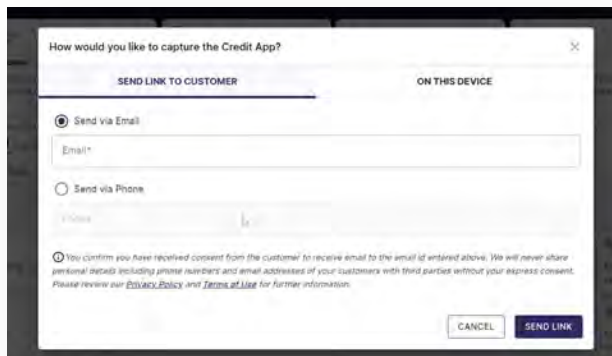 How would you like to capture the Credit App?
SEND LINK TO CUSTOMER
ON THIS DEVICE
Send via Email
Email*
Send via Phone
Phone
You confirm you have received consent from the customer to receive email to the email id entered above. We will never share
personal details including phone numbers and email addresses of your customers with third parties without your express consent.
Please review our Privacy Policy and Terms of Use for further information.
CANCEL
SEND LINK